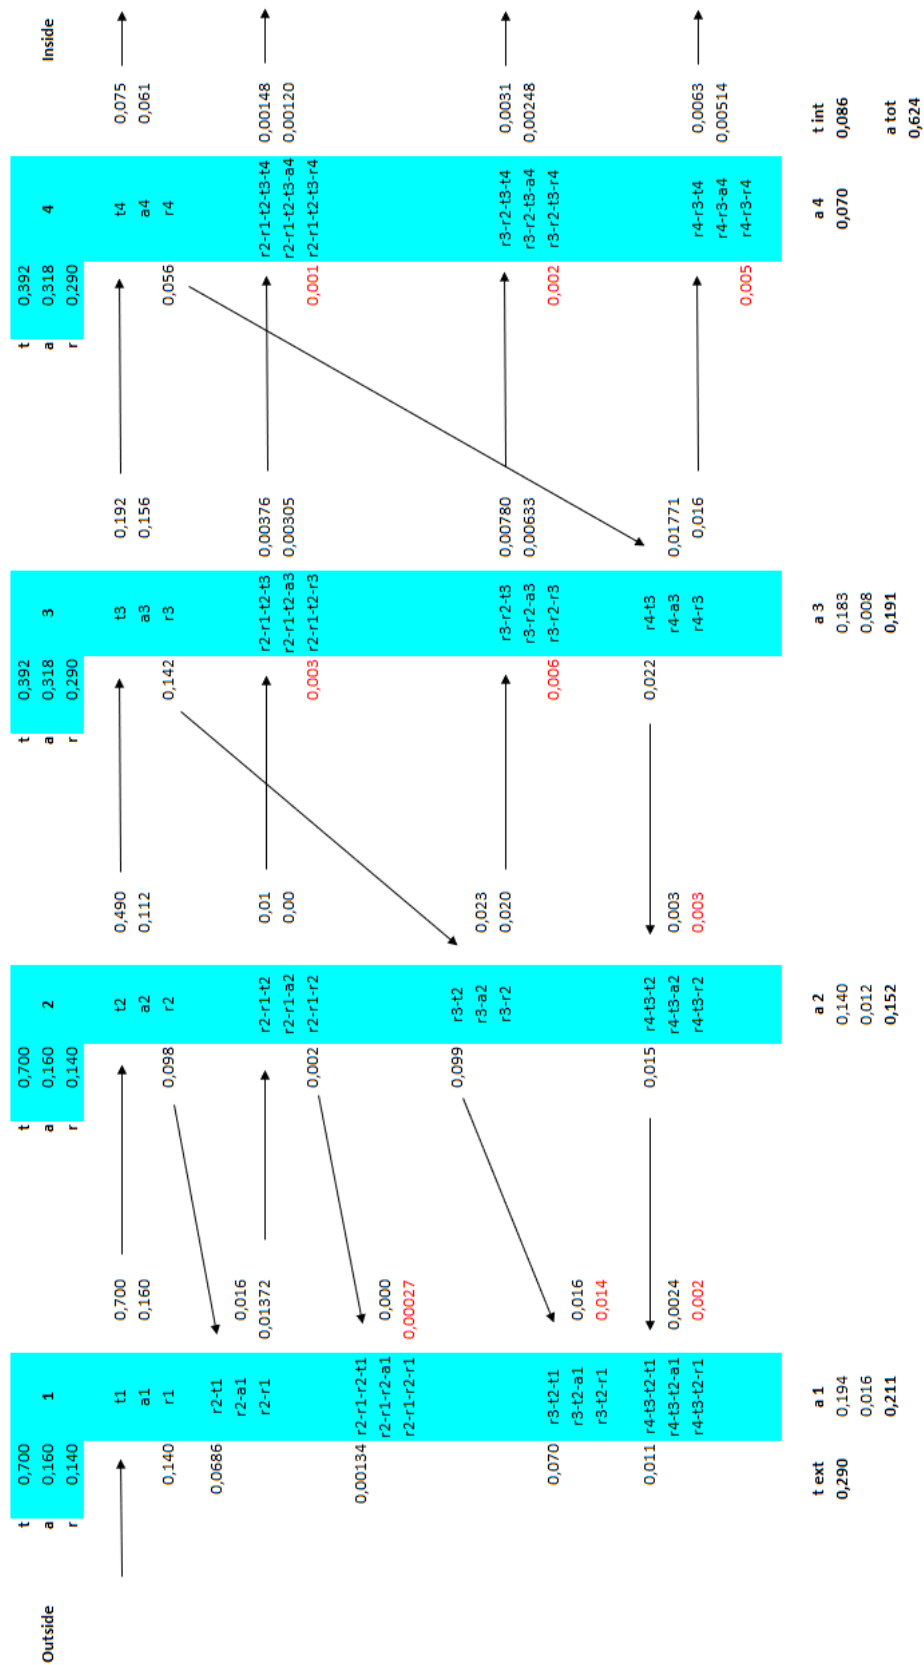 t 0,700 t 0,700 t 0,392 t 0,392
Outside a 0,160 1 a 0,160 2 a 0,318 3 a 0,318 4 Inside
r 0,140 r 0,140 r 0,290 r 0,290
t1 0,700 t2 0,490 t3 0,192 t4 0,075
a1 0,160 a2 0,112 a3 0,156 a4 0,061
0,140 r1 0,098 r2 0,142 r3 0,056 r4
0,0686 r2-t1
r2-a1 0,016
r2-r1 0,01372 r2-r1-t2 0,01 r2-r1-t2-t3 0,00376 r2-r1-t2-t3-t4 0,00148
r2-r1-a2 0,00 r2-r1-t2-a3 0,00305 r2-r1-t2-t3-a4 0,00120
0,002 r2-r1-r2 0,003 r2-r1-t2-r3 0,001 r2-r1-t2-t3-r4
0,00134 r2-r1-r2-t1
r2-r1-r2-a1 0,000
r2-r1-r2-r1 0,00027
0,099 r3-t2
r3-a2 0,023
r3-r2 0,020 r3-r2-t3 0,00780 r3-r2-t3-t4 0,0031
r3-r2-a3 0,00633 r3-r2-t3-a4 0,00248
0,070 r3-t2-t1 0,006 r3-r2-r3 0,002 r3-r2-t3-r4
r3-t2-a1 0,016
r3-t2-r1 0,014
0,011 r4-t3-t2-t1 0,015 r4-t3-t2 0,022 r4-t3
r4-t3-t2-a1 0,0024 r4-t3-a2 0,003 r4-a3 0,01771
r4-t3-t2-r1 0,002 r4-t3-r2 0,003 r4-r3 0,016 r4-r3-t4 0,0063
r4-r3-a4 0,00514
0,005 r4-r3-r4
t ext a 1 a 2 a 3 a 4 t int
0,290 0,194 0,140 0,183 0,070 0,086
0,016 0,012 0,008
0,211 0,152 0,191 a tot
0,624